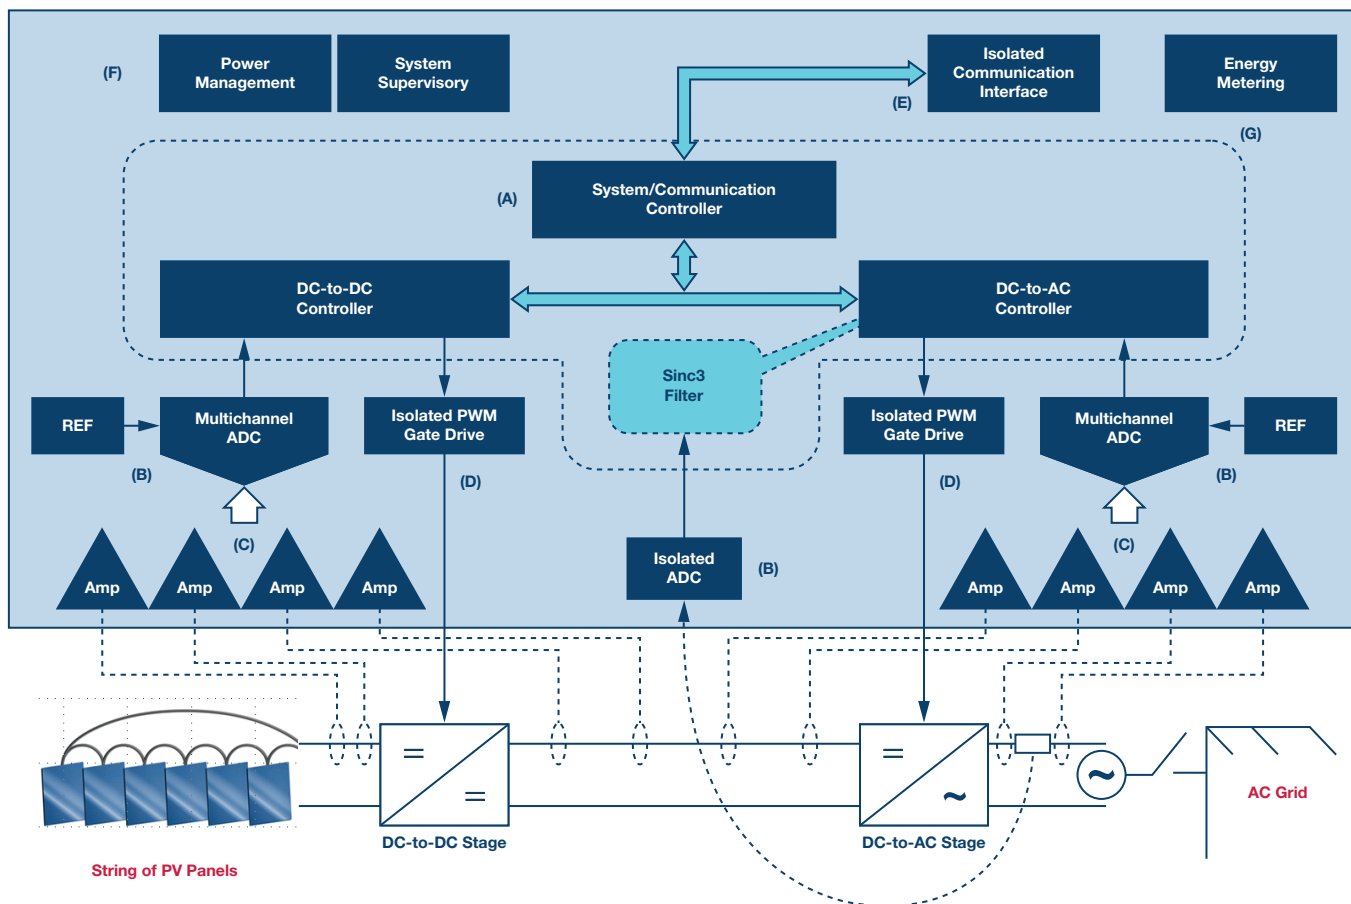 (F)
Power
Management
System
Supervisory
Isolated
Communication
Interface
(E)
Energy
Metering
(G)
(A)
System/Communication
Controller
DC-to-DC
Controller
DC-to-AC
Controller
Sinc3
Filter
REF
Multichannel
ADC
(B)
Isolated PWM
Gate Drive
(D)
Isolated PWM
Gate Drive
(D)
Multichannel
ADC
REF
(B)
(C)
(C)
Isolated
ADC
(B)
Amp
Amp
Amp
Amp
Amp
Amp
Amp
Amp
=
=
=
~
~
AC Grid
DC-to-DC Stage
DC-to-AC Stage
String of PV Panels